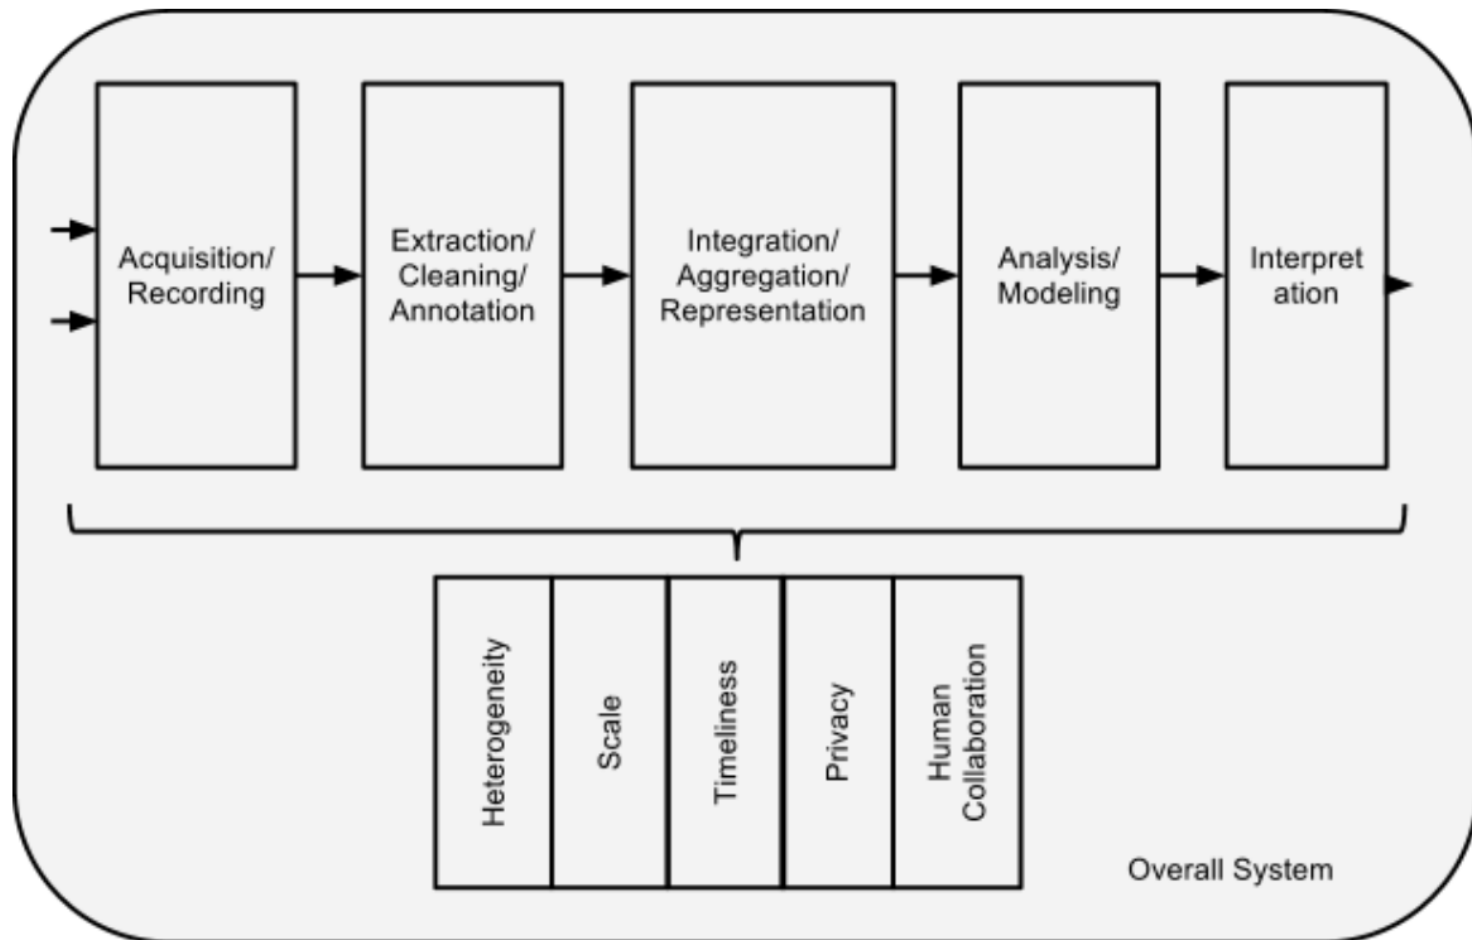 Acquisition/
Recording
Extraction/
Cleaning/
Annotation
Integration/
Aggregation/
Representation
Analysis/
Modeling
Interpret
ation
Heterogeneity
Scale
Timeliness
Privacy
Human
Collaboration
Overall System